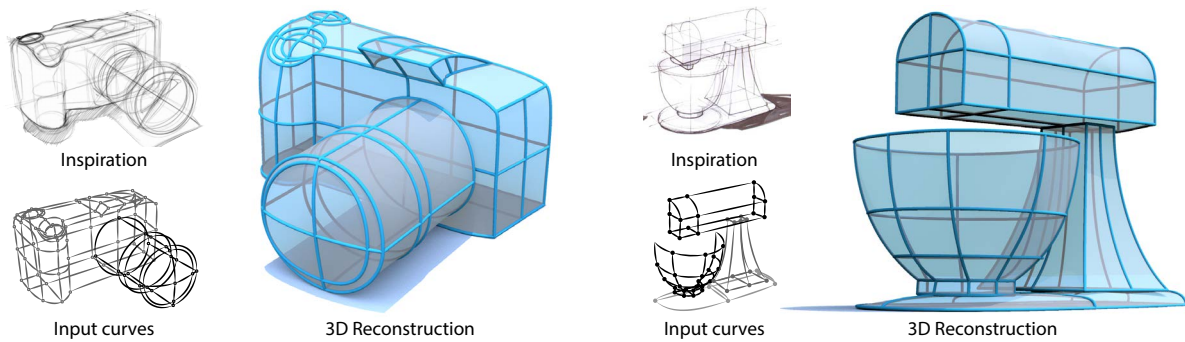 Inspiration
Input curves
3D Reconstruction
Inspiration
Input curves
3D Reconstruction